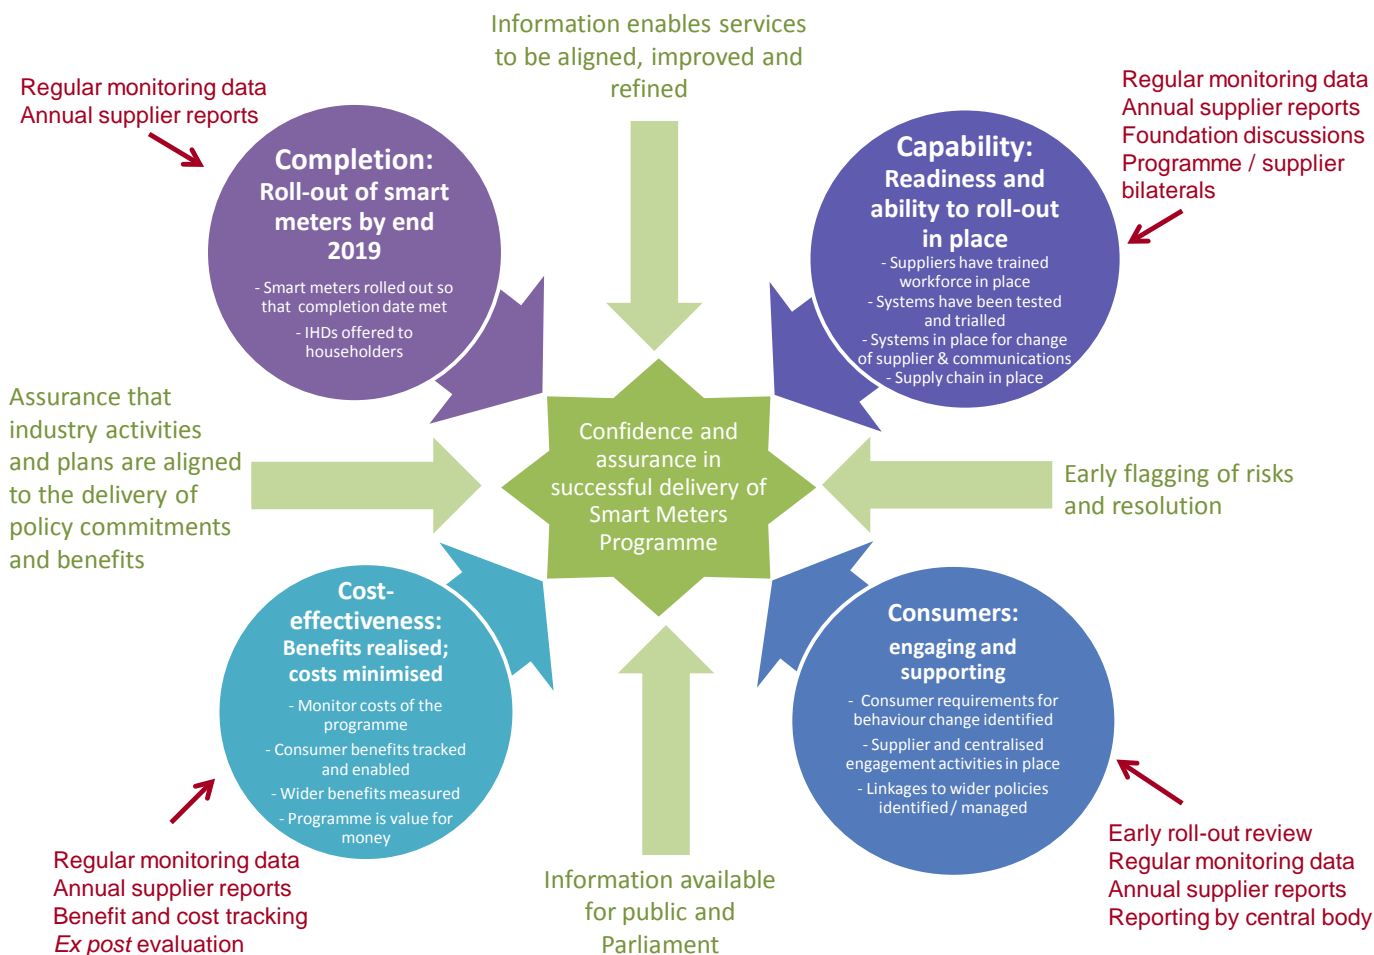 Information enables services
to be aligned, improved and
refined
Regular monitoring data
Annual supplier reports
Completion:
Roll-out of smart
meters by end
2019
- Smart meters rolled out so
that completion date met
- IHDs offered to
householders
Regular monitoring data
Annual supplier reports
Foundation discussions
Programme / supplier
bilaterals
Capability:
Readiness and
ability to roll-out
in place
- Suppliers have trained
workforce in place
- Systems have been tested
and trialled
- Systems in place for change
of supplier & communications
- Supply chain in place
Assurance that
industry activities
and plans are aligned
to the delivery of
policy commitments
and benefits
Confidence and
assurance in
successful delivery of
Smart Meters
Programme
Early flagging of risks
and resolution
Cost-
effectiveness:
Benefits realised;
costs minimised
- Monitor costs of the
programme
- Consumer benefits tracked
and enabled
- Wider benefits measured
- Programme is value for
money
Regular monitoring data
Annual supplier reports
Benefit and cost tracking
Ex post evaluation
Consumers:
engaging and
supporting
- Consumer requirements for
behaviour change identified
- Supplier and centralised
engagement activities in place
- Linkages to wider policies
identified / managed
Early roll-out review
Regular monitoring data
Annual supplier reports
Reporting by central body
Information available
for public and
Parliament